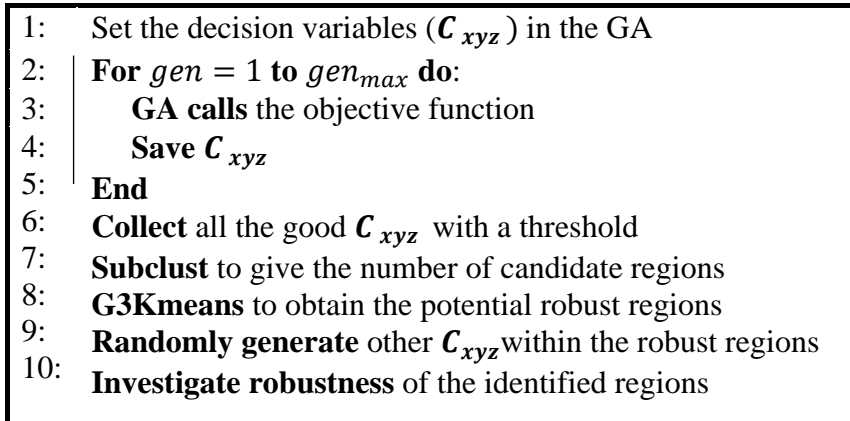 1: Set the decision variables (C xyz) in the GA
2: For gen = 1 to genmax do:
3: GA calls the objective function
4: Save C xyz
5: End
6: Collect all the good C xyz with a threshold
7: Subclust to give the number of candidate regions
8: G3Kmeans to obtain the potential robust regions
9: Randomly generate other Cxyz within the robust regions
10: Investigate robustness of the identified regions